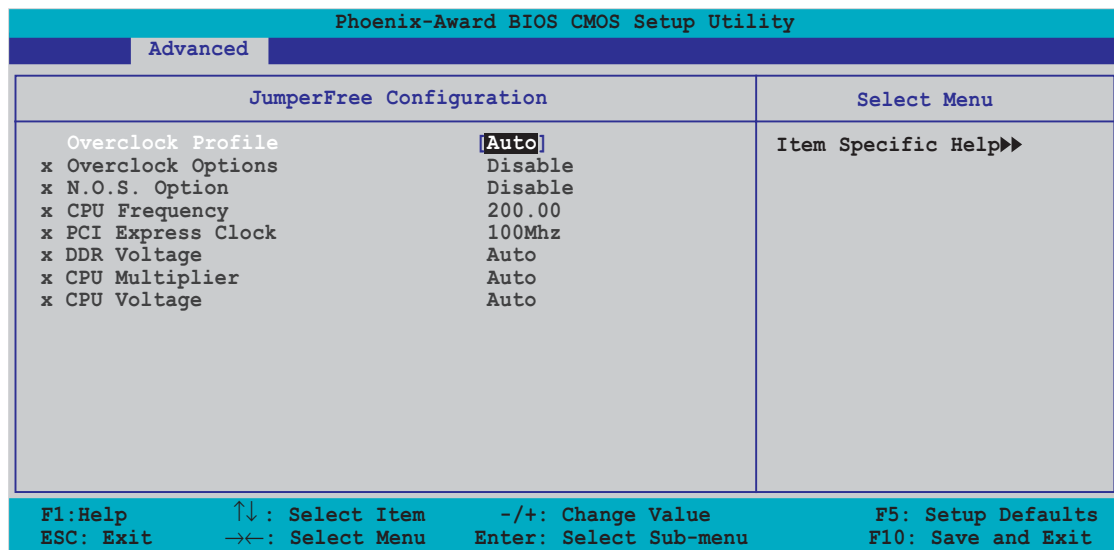 Phoenix-Award BIOS CMOS Setup Utility
Advanced
JumperFree Configuration
Select Menu
Overclock Profile [Auto]
x Overclock Options Disable
x N.O.S. Option Disable
x CPU Frequency 200.00
x PCI Express Clock 100Mhz
x DDR Voltage Auto
x CPU Multiplier Auto
x CPU Voltage Auto
Item Specific Help▶▶
F1:Help ↑↓ : Select Item -/+: Change Value F5: Setup Defaults
ESC: Exit →←: Select Menu Enter: Select Sub-menu F10: Save and Exit